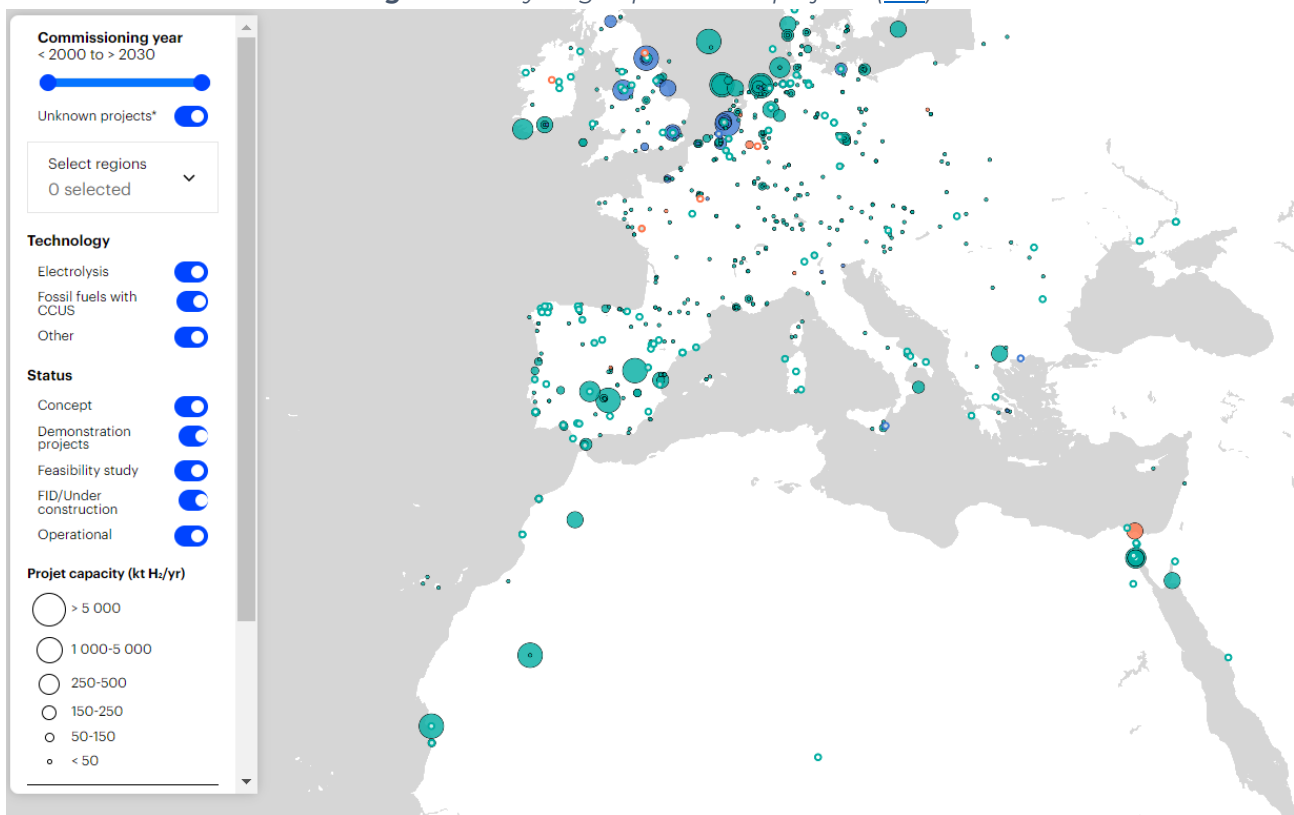 Commissioning year
< 2000 to > 2030
Unknown projects*
Select regions
0 selected
Technology
Electrolysis
Fossil fuels with
CCUS
Other
Status
Concept
Demonstration
projects
Feasibility study
FID/Under
construction
Operational
Projet capacity (kt H₂/yr)
> 5 000
1 000-5 000
250-500
150-250
50-150
< 50